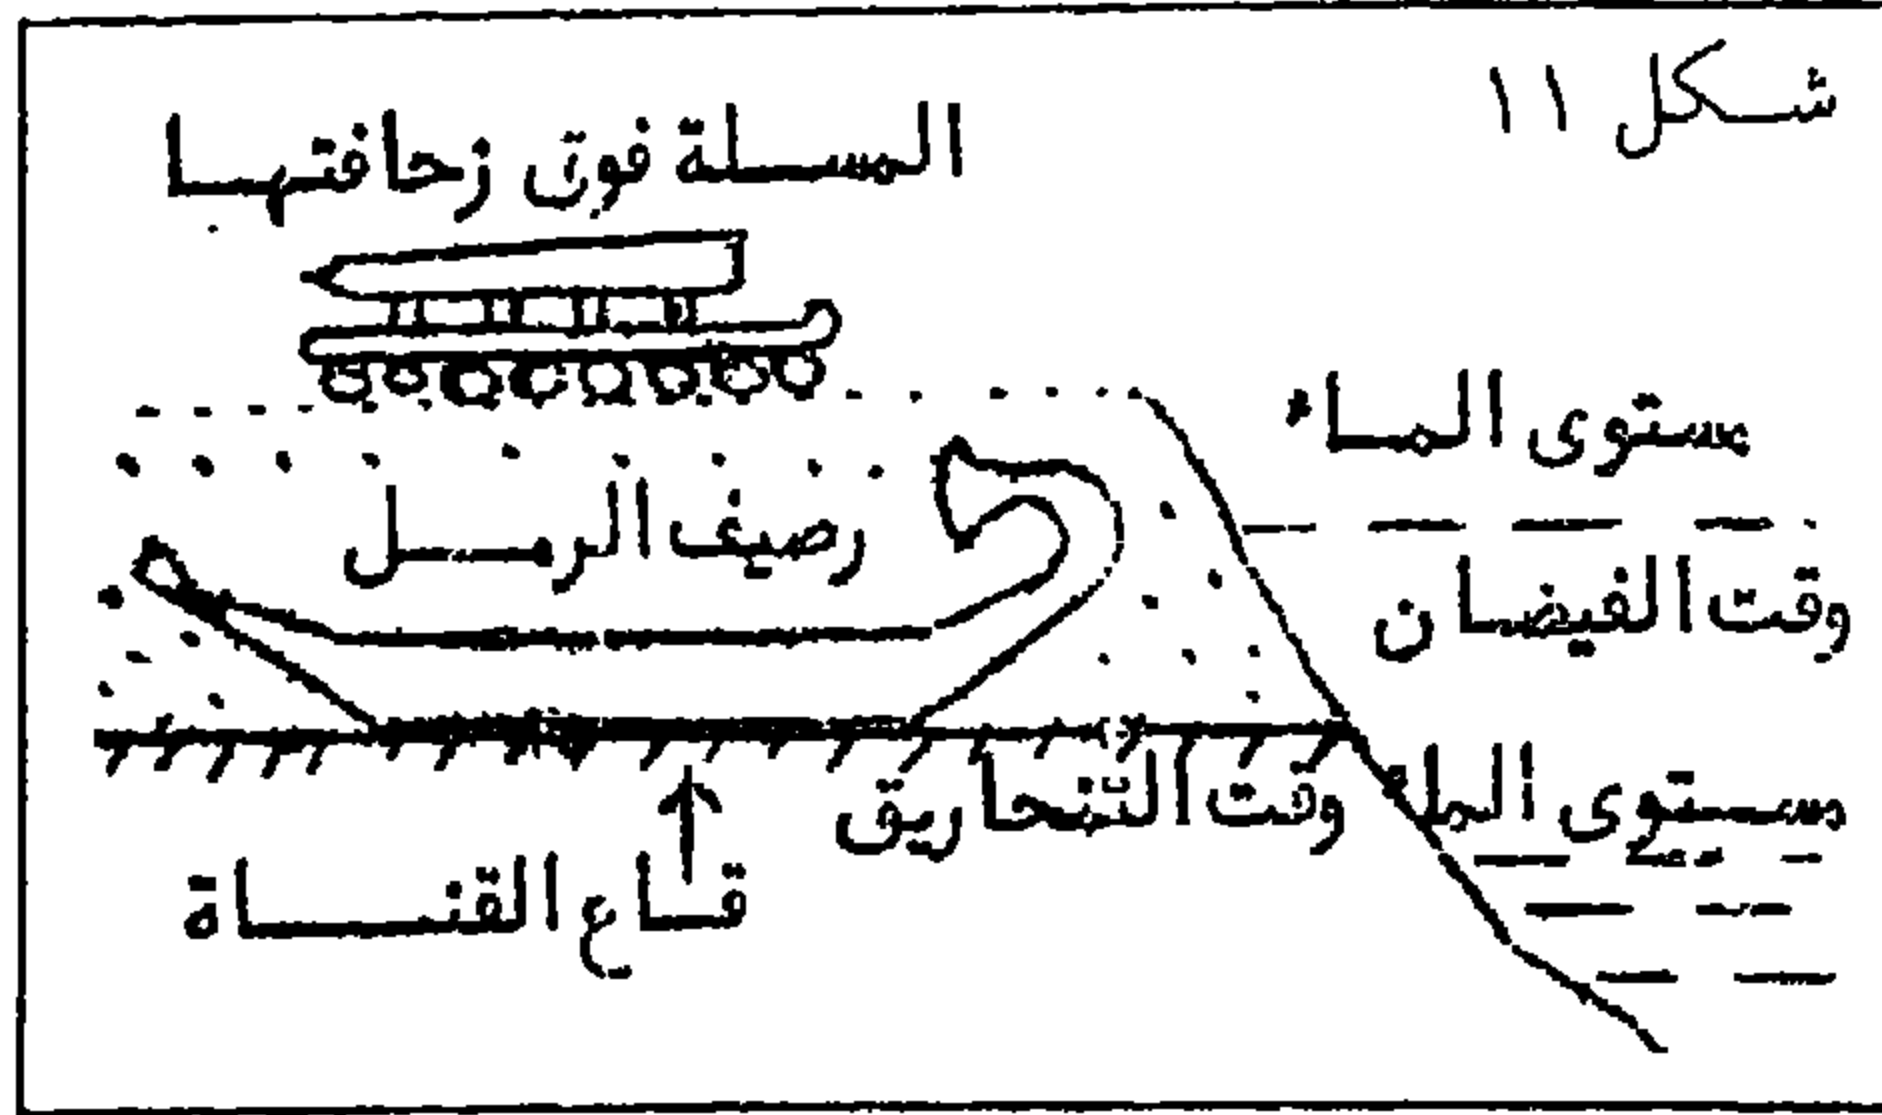 شكل ١١
المسلة فوق زحافتها
مستوى الماء
وقت الفيضان
رصيف الرمل
مستوى الماء وقت التحاريق
قاع القناة